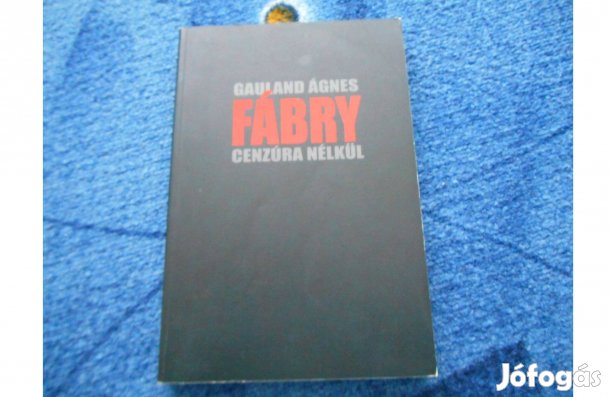 GAULAND ÁGNES
FÁBRY
CENZÚRA NÉLKÜL
Jófogás